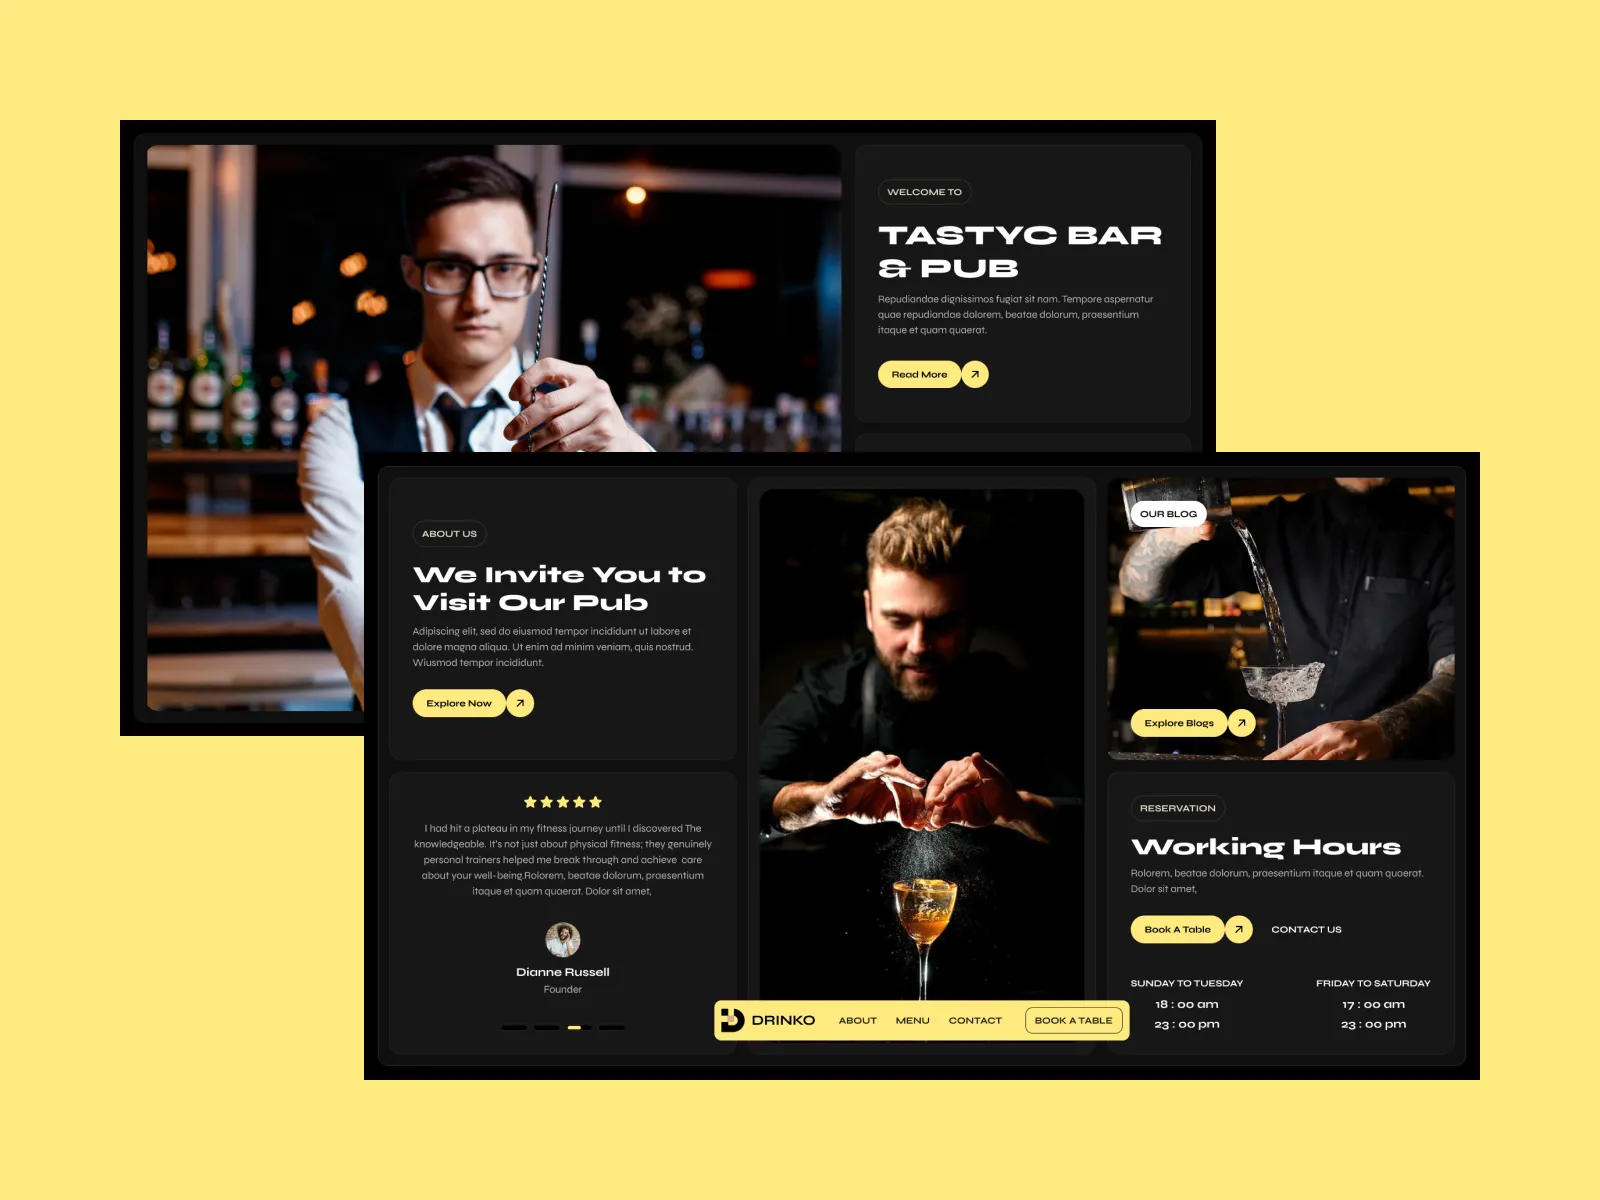 WELCOME TO
TASTYC BAR
& PUB
Repudiandae dignissimos fugiat sit nam. Tempore aspernatur
quae repudiandae dolorem, beatae dolorum, praesentium
itaque et quam quaerat.
Read More
ABOUT US
We Invite You to
Visit Our Pub
Adipiscing elit, sed do eiusmod tempor incididunt ut labore et
dolore magna aliqua. Ut enim ad minim veniam, quis nostrud.
Wiusmod tempor incididunt.
Explore Now
I had hit a plateau in my fitness journey until I discovered The
knowledgeable. It's not just about physical fitness; they genuinely
personal trainers helped me break through and achieve  care
about your well-being.Rolorem, beatae dolorum, praesentium
itaque et quam quaerat. Dolor sit amet,
Dianne Russell
Founder
OUR BLOG
Explore Blogs
RESERVATION
Working Hours
Rolorem, beatae dolorum, praesentium itaque et quam quaerat.
Dolor sit amet,
Book A Table
CONTACT US
SUNDAY TO TUESDAY
18 : 00 am
23 : 00 pm
FRIDAY TO SATURDAY
17 : 00 am
23 : 00 pm
DRINKO
ABOUT
MENU
CONTACT
BOOK A TABLE